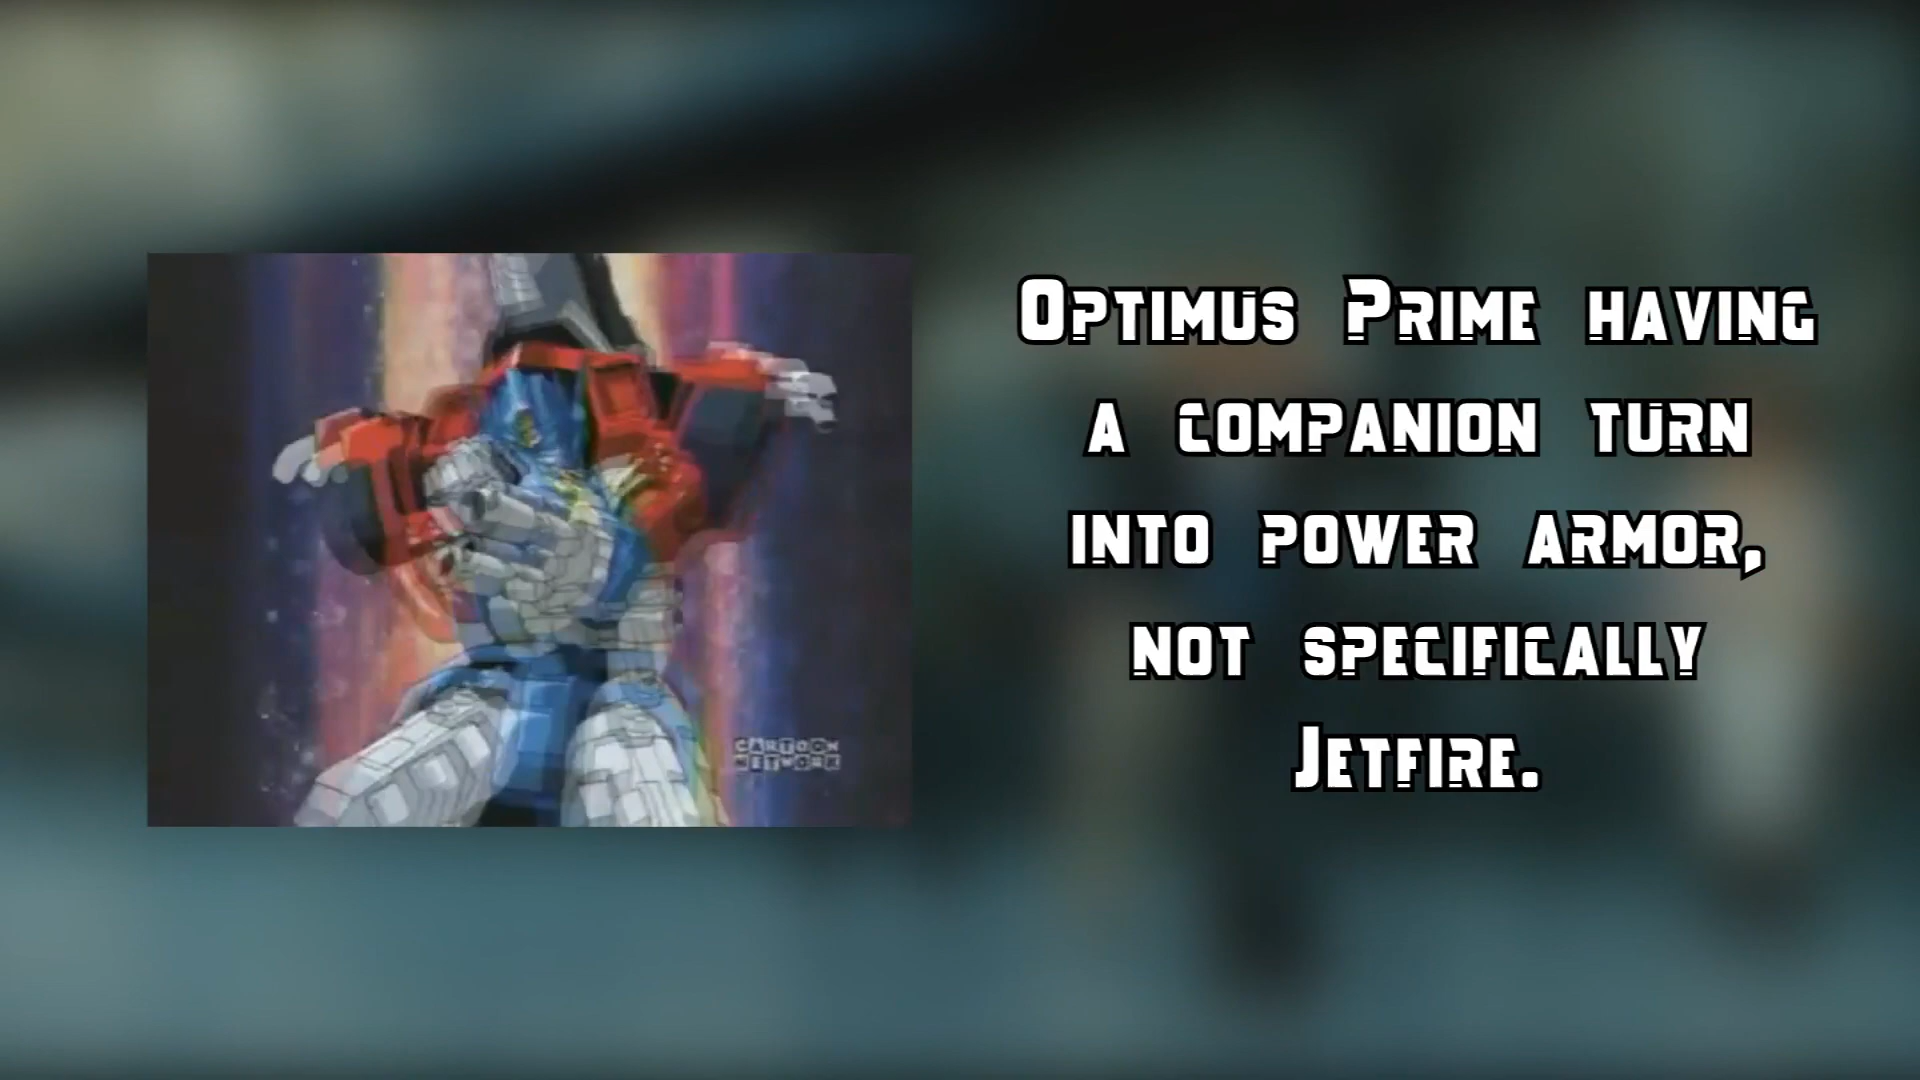 Optimus Prime having
a companion turn
into power armor,
not specifically
Jetfire.
CARTOON
NETWORK